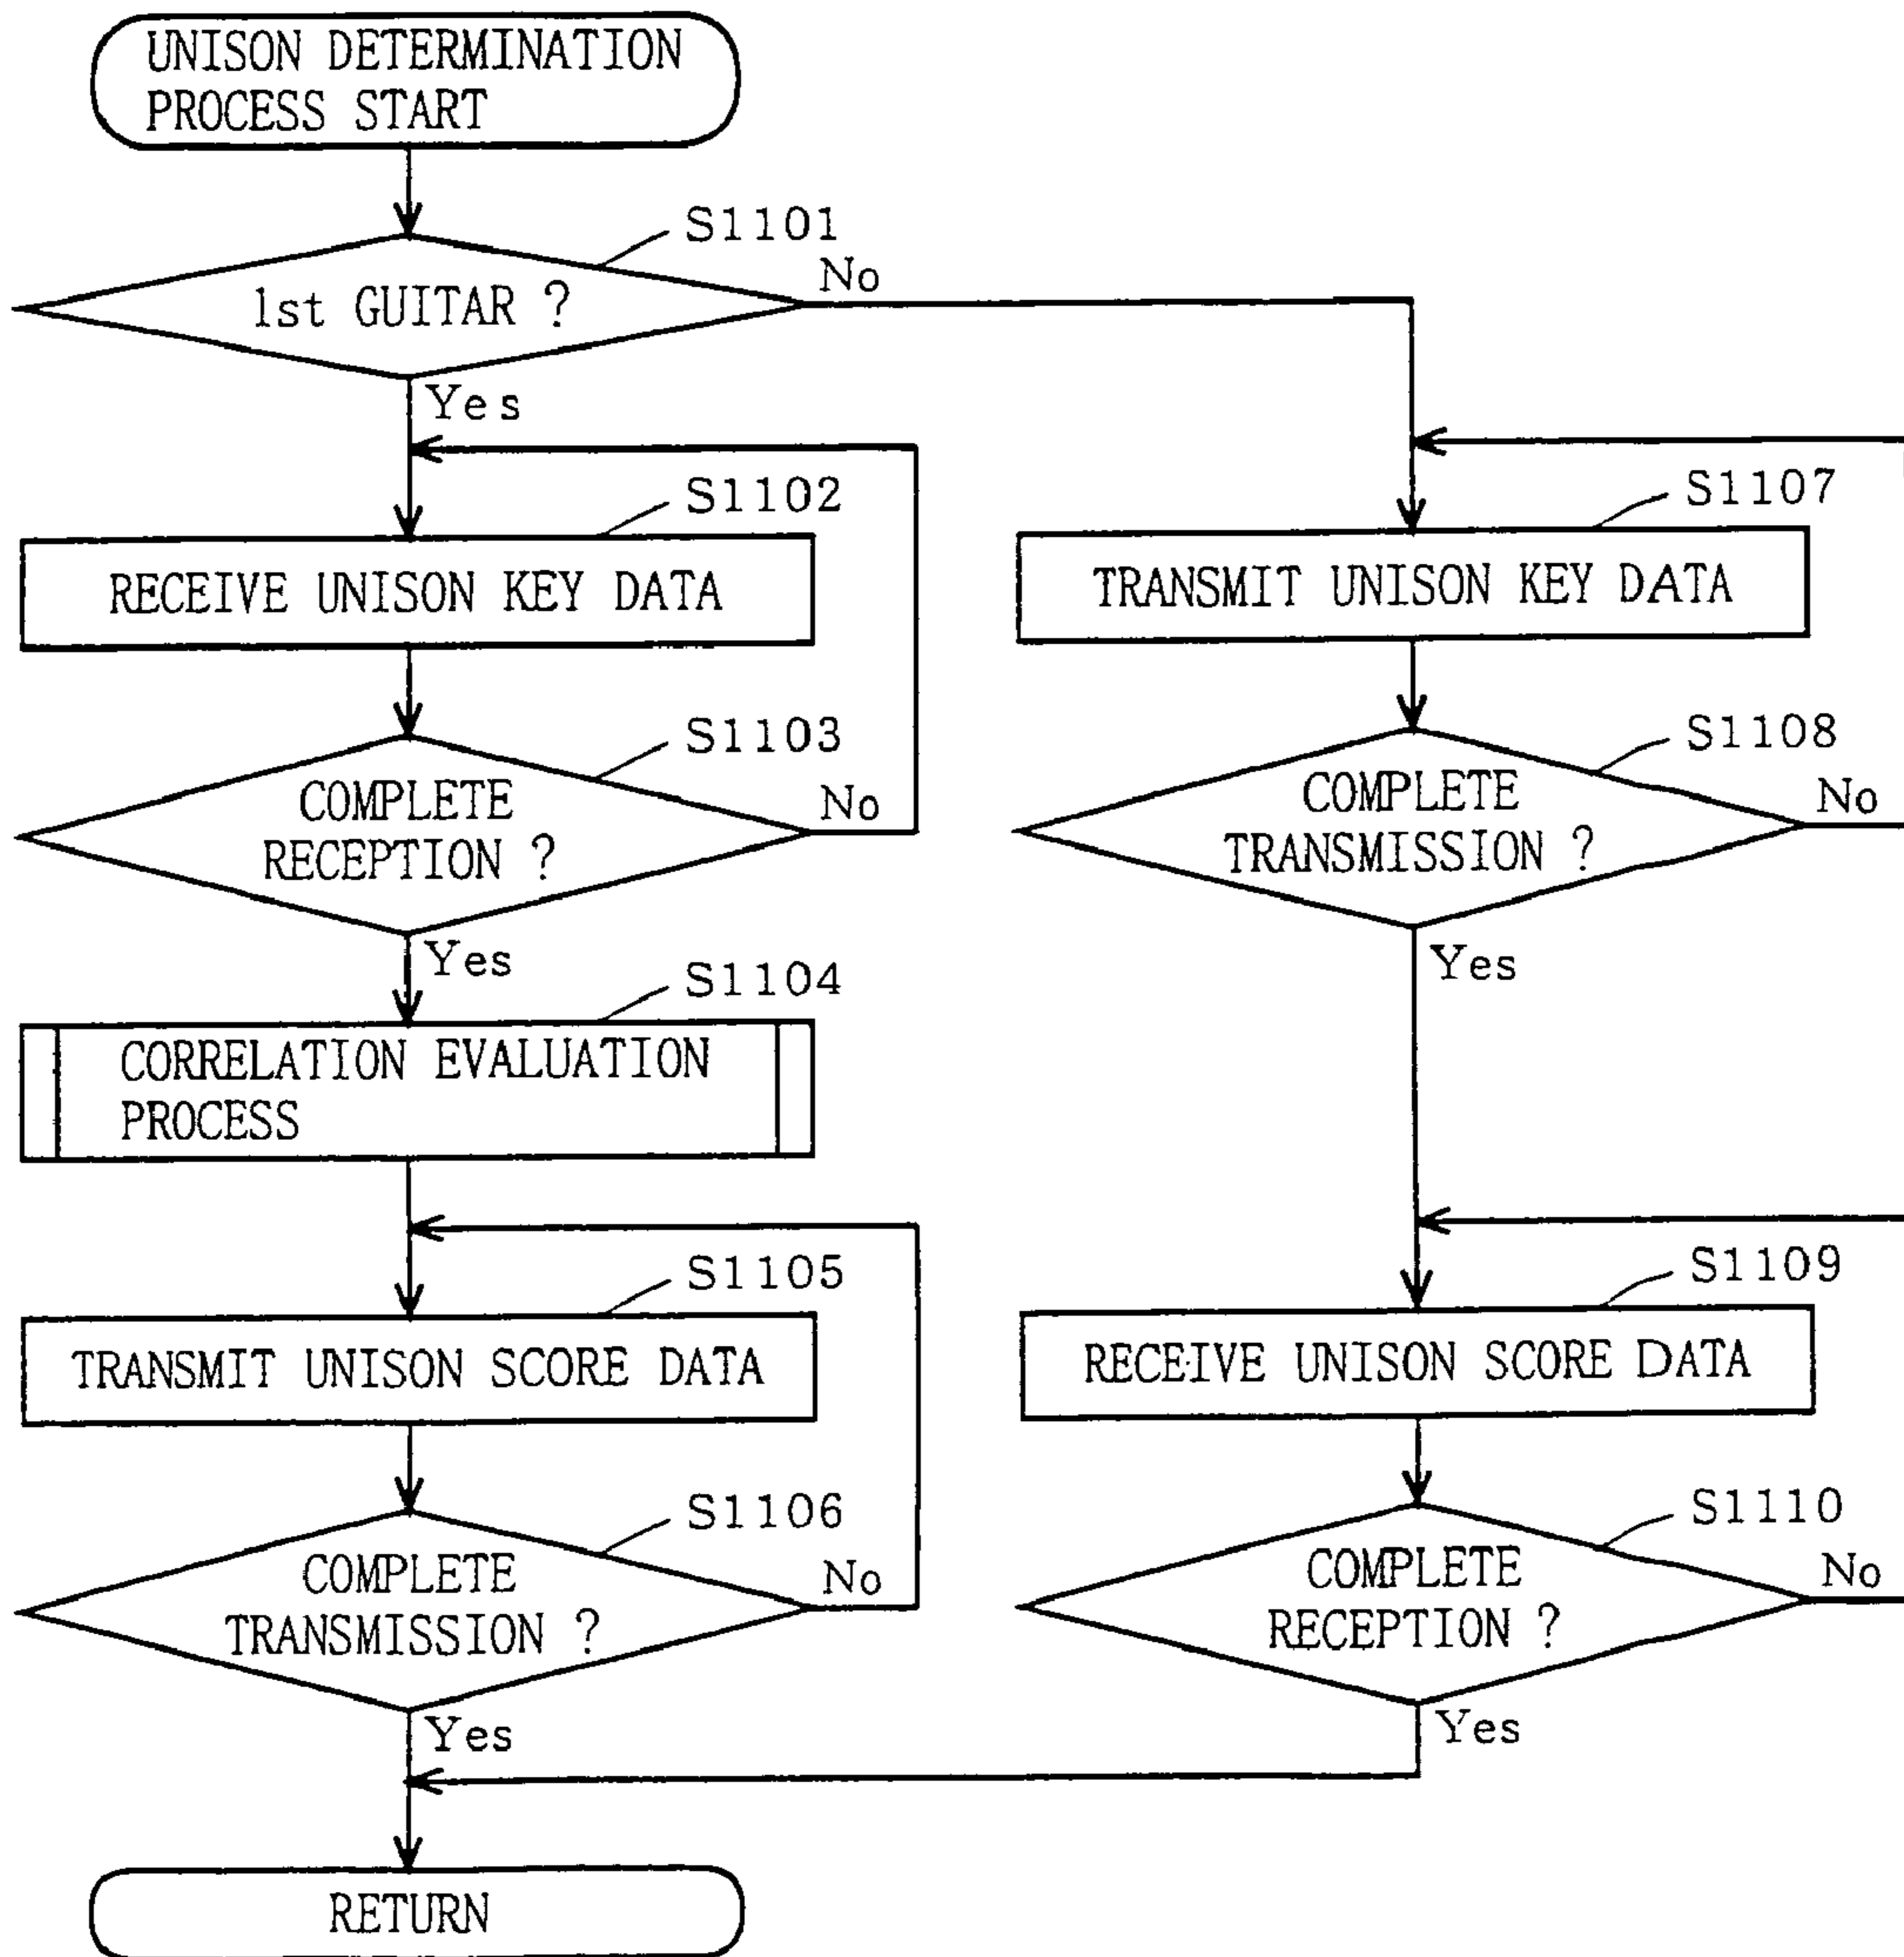 UNISON DETERMINATION
PROCESS START
S1101
1st GUITAR ?
No
Yes
S1102
RECEIVE UNISON KEY DATA
S1103
COMPLETE
RECEPTION ?
No
Yes
S1104
CORRELATION EVALUATION
PROCESS
S1105
TRANSMIT UNISON SCORE DATA
S1106
COMPLETE
TRANSMISSION ?
No
Yes
S1107
TRANSMIT UNISON KEY DATA
S1108
COMPLETE
TRANSMISSION ?
No
Yes
S1109
RECEIVE UNISON SCORE DATA
S1110
COMPLETE
RECEPTION ?
No
Yes
RETURN